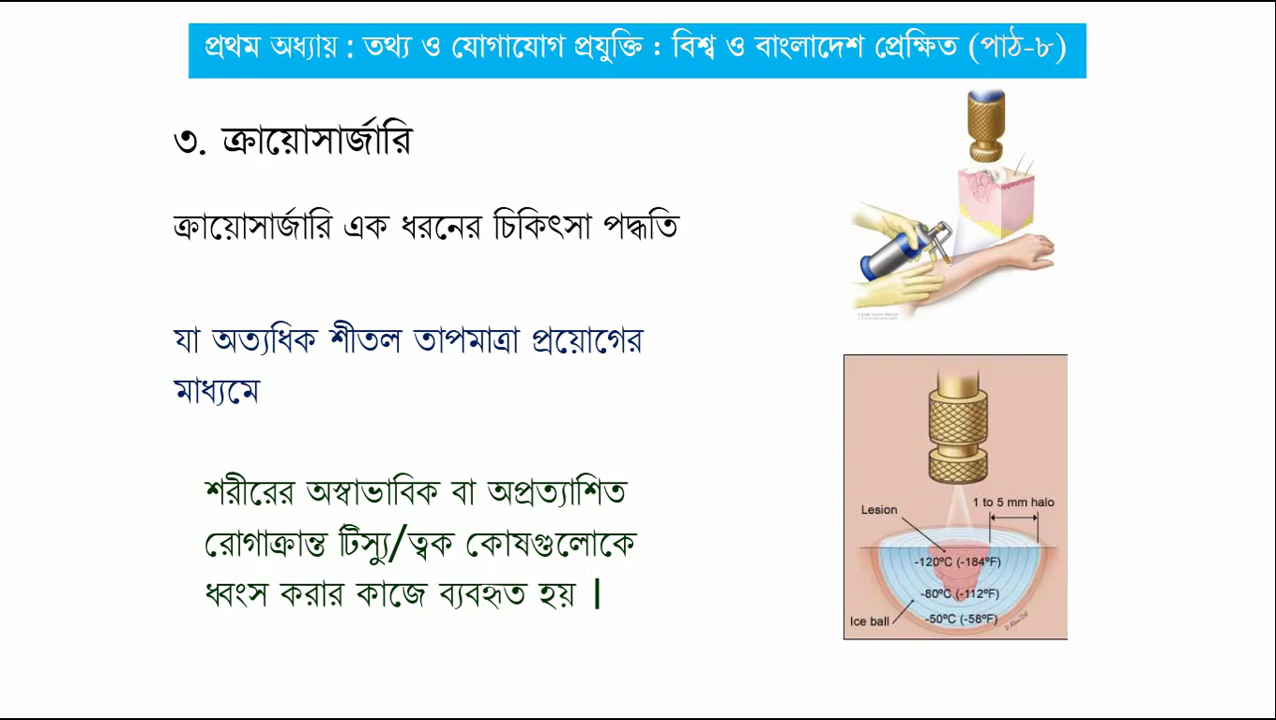 প্রথম অধ্যায় : তথ্য ও যোগাযোগ প্রযুক্তি : বিশ্ব ও বাংলাদেশ প্রেক্ষিত (পাঠ-৮)
৩. ক্রায়োসার্জারি
ক্রায়োসার্জারি এক ধরনের চিকিৎসা পদ্ধতি
যা অত্যধিক শীতল তাপমাত্রা প্রয়োগের
মাধ্যমে
শরীরের অস্বাভাবিক বা অপ্রত্যাশিত
রোগাক্রান্ত টিস্যু/ত্বক কোষগুলোকে
ধ্বংস করার কাজে ব্যবহৃত হয় |
1 to 5 mm halo
Lesion
-120ºC (-184ºF)
-80ºC (-112ºF)
-50ºC (-58ºF)
Ice ball